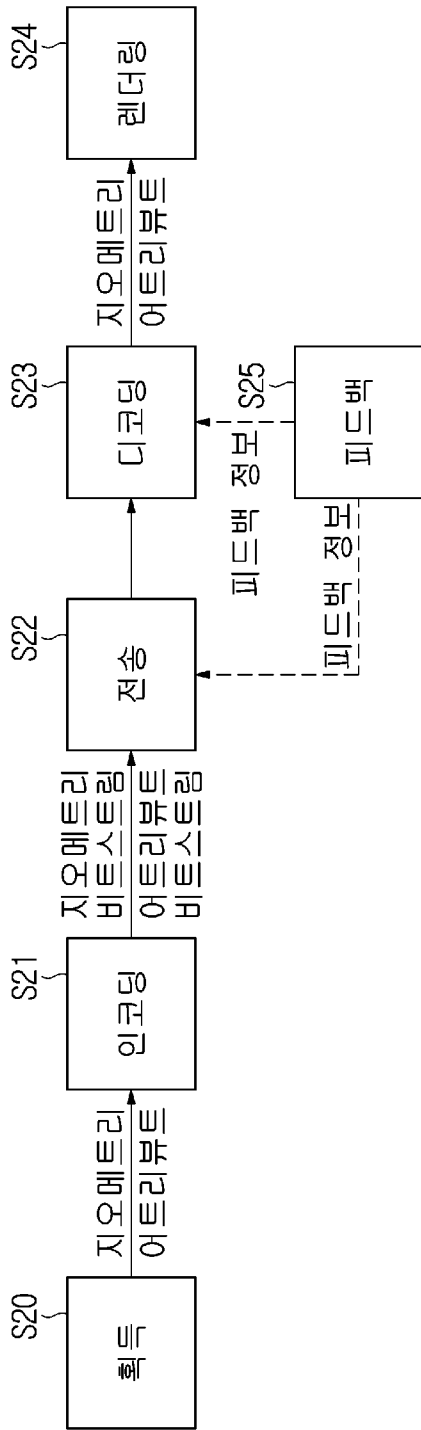 S20
획득
지오메트리
어트리뷰트
S21
인코딩
지오메트리
비트스트림
어트리뷰트
비트스트림
S22
전송
S23
디코딩
지오메트리
어트리뷰트
S24
렌더링
피드백 정보
피드백 정보
S25
피드백